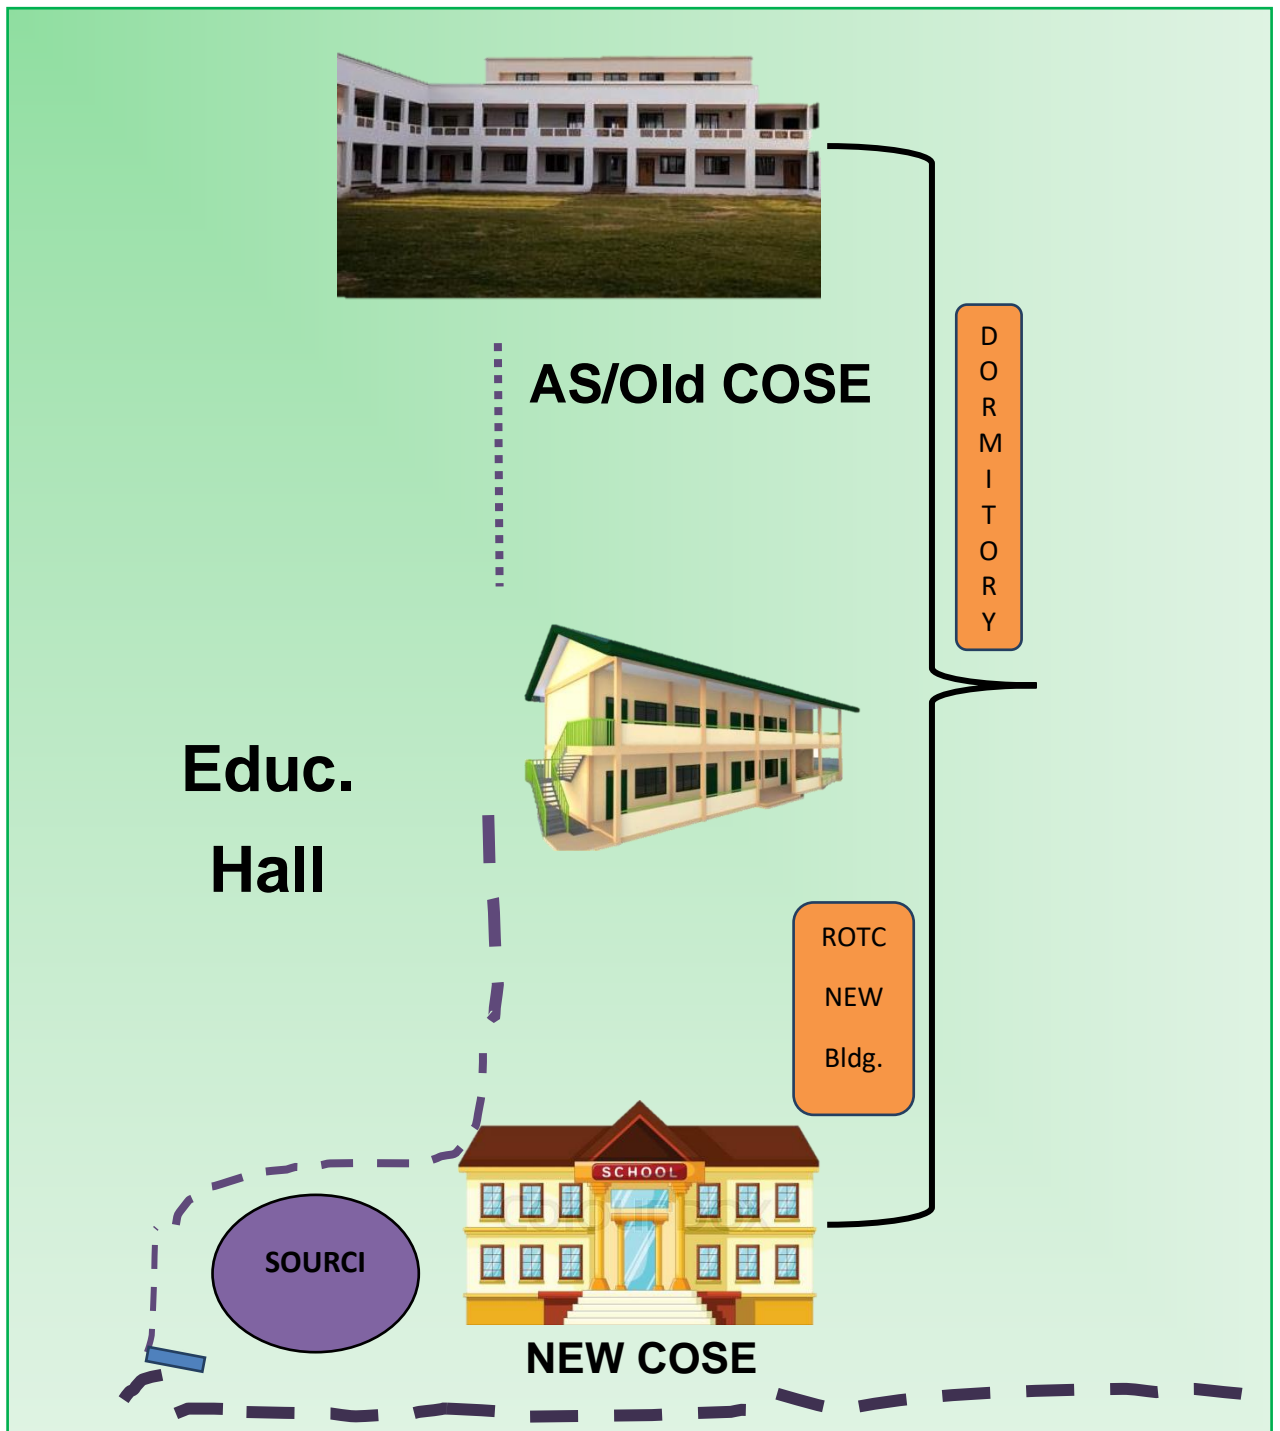 AS/Old COSE
D
O
R
M
I
T
O
R
Y
Educ.
Hall
ROTC
NEW
Bldg.
SCHOOL
SOURCI
NEW COSE